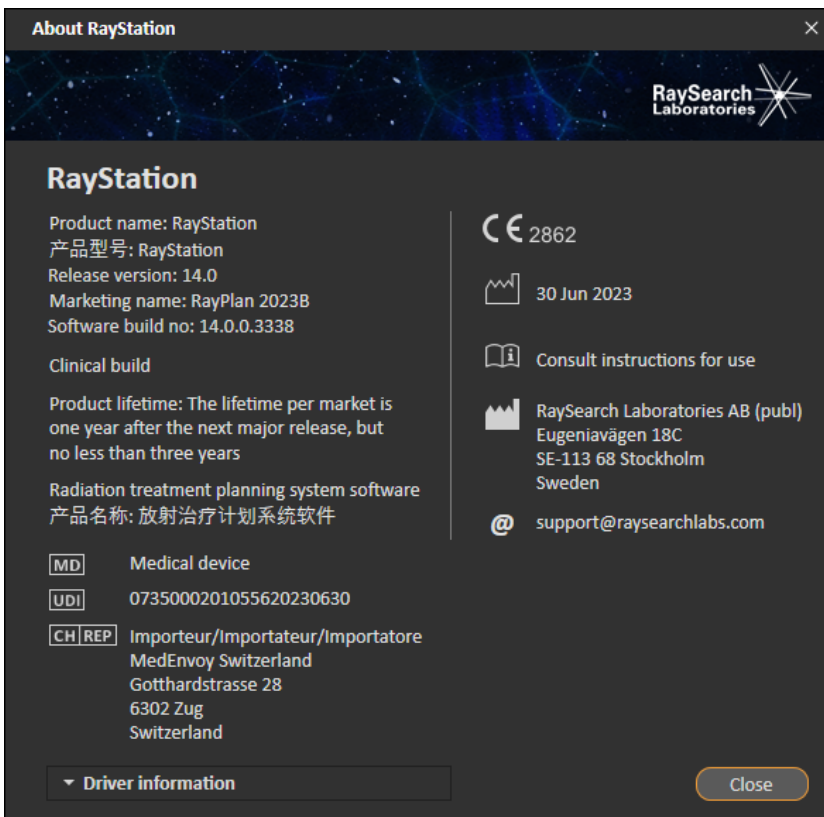 About RayStation
RaySearch
Laboratories
RayStation
Product name: RayStation
产品型号: RayStation
Release version: 14.0
Marketing name: RayPlan 2023B
Software build no: 14.0.0.3338
Clinical build
Product lifetime: The lifetime per market is
one year after the next major release, but
no less than three years
Radiation treatment planning system software
产品名称: 放射治疗计划系统软件
MD Medical device
UDI 0735000201055620230630
CH REP Importeur/Importateur/Importatore
MedEnvoy Switzerland
Gotthardstrasse 28
6302 Zug
Switzerland
CE 2862
30 Jun 2023
Consult instructions for use
RaySearch Laboratories AB (publ)
Eugeniavägen 18C
SE-113 68 Stockholm
Sweden
@ support@raysearchlabs.com
Driver information
Close